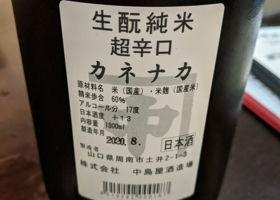 生酛純米
超辛口
カネナカ
原材料名 米(国産)・米麹(国産米)
精米歩合 60%
アルコール分 17度
日本酒度 +13
内容量 1800ml
製造年月 2020.8.
日本酒
製造者
山口県周南市土井2-1-3
株式会社 中島屋酒造場